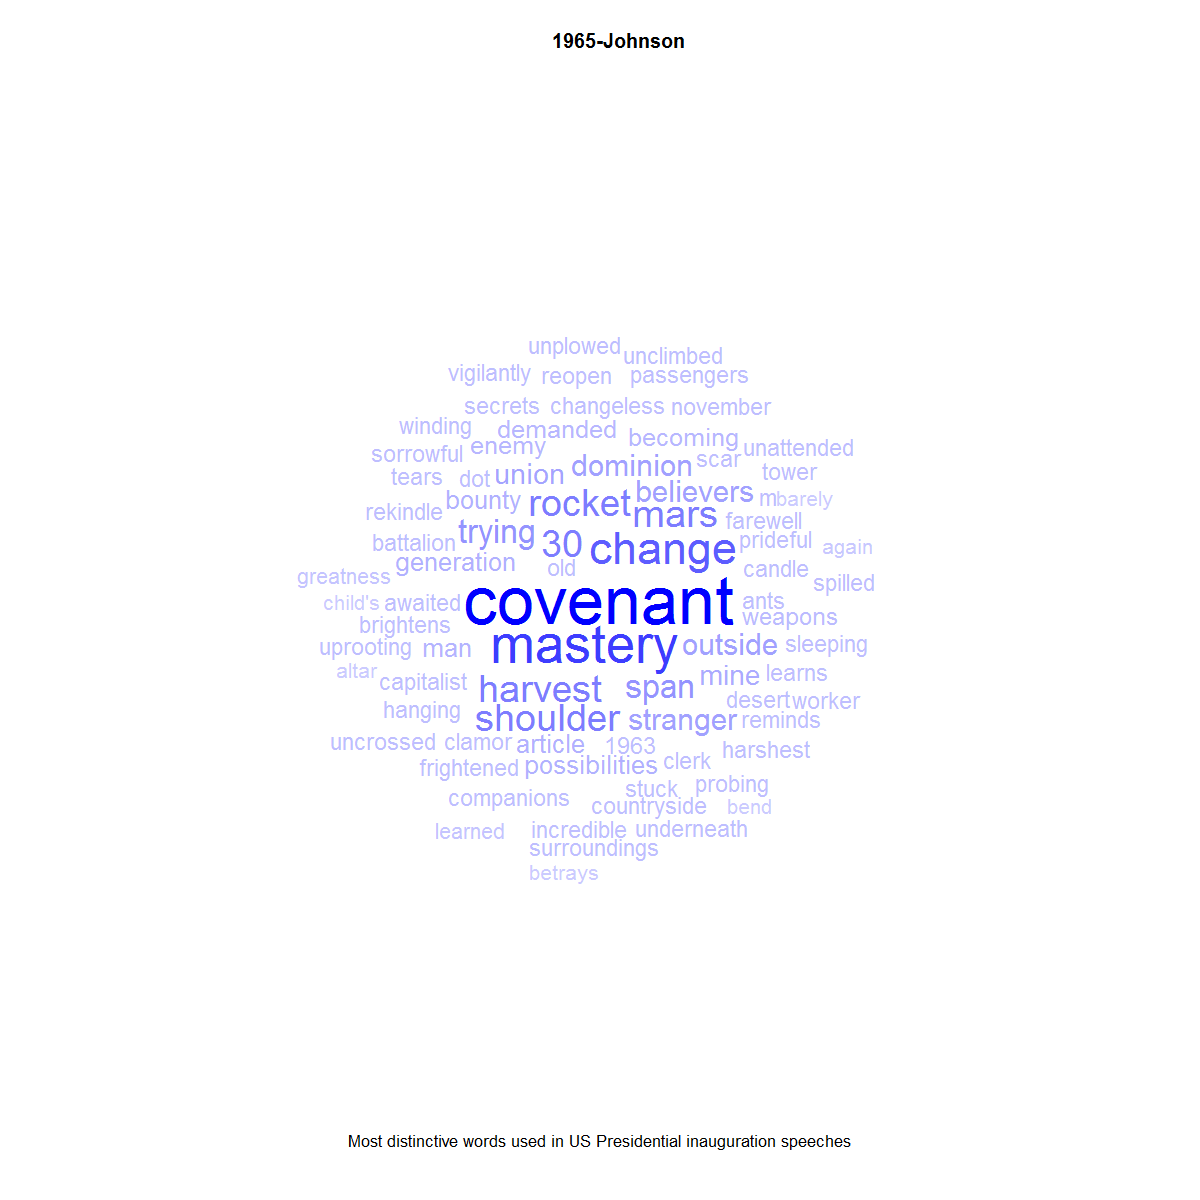 1965-Johnson
unplowed unclimbed
vigilantly reopen passengers
secrets changeless november
winding demanded becoming
sorrowful enemy unattended
tears dot union dominion scar tower
bounty rocket believers m barely
rekindle trying mars farewell
battalion 30 change prideful again
generation old candle
greatness spilled
child's awaited covenant ants
brightens weapons
uprooting man mastery outside sleeping
altar capitalist mine learns
harvest span desert worker
hanging shoulder stranger reminds
uncrossed clamor article 1963 harshest
frightened possibilities clerk
stuck probing
companions countryside bend
learned incredible underneath
surroundings
betrays
Most distinctive words used in US Presidential inauguration speeches